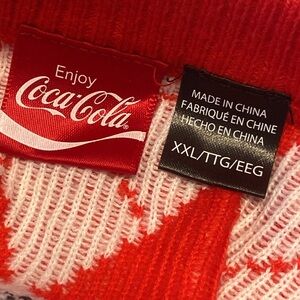 Enjoy
Coca-Cola
MADE IN CHINA
FABRIQUÉ EN CHINE
HECHO EN CHINA
XXL/TTG/EEG